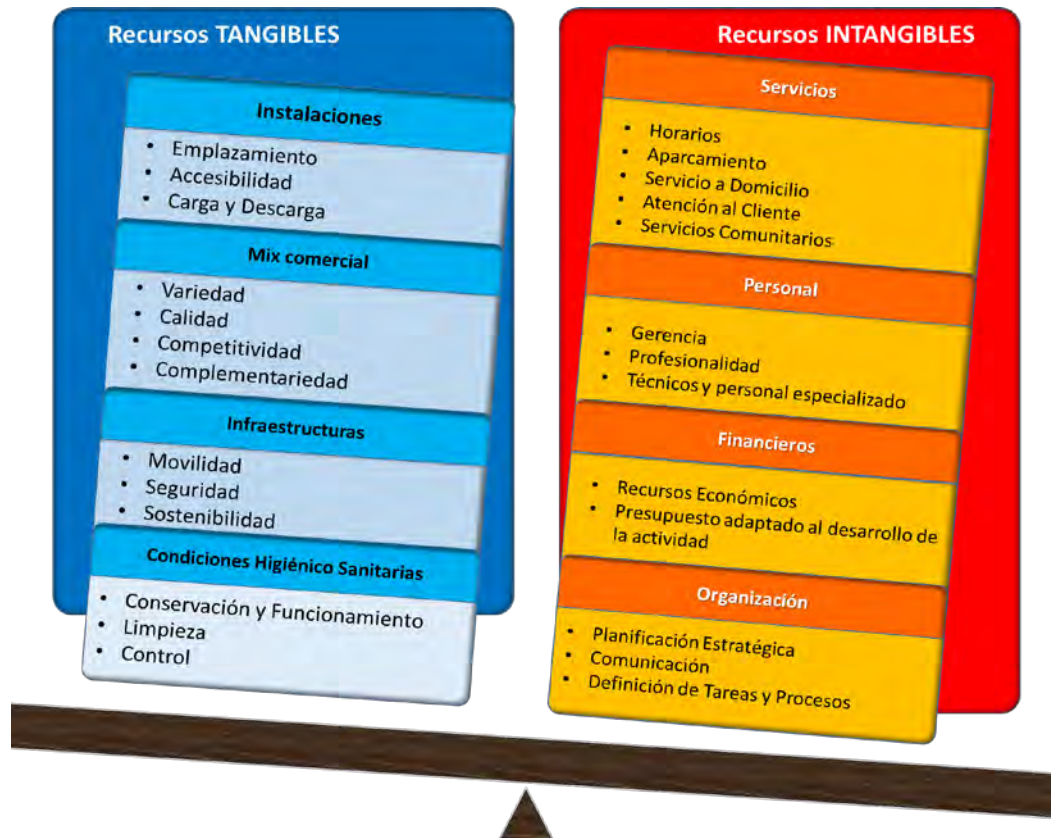 Recursos TANGIBLES
Instalaciones
• Emplazamiento
• Accesibilidad
• Carga y Descarga
Mix comercial
• Variedad
• Calidad
• Competitividad
• Complementariedad
Infraestructuras
• Movilidad
• Seguridad
• Sostenibilidad
Condiciones Higiénico Sanitarias
• Conservación y Funcionamiento
• Limpieza
• Control
Recursos INTANGIBLES
Servicios
• Horarios
• Aparcamiento
• Servicio a Domicilio
• Atención al Cliente
• Servicios Comunitarios
Personal
• Gerencia
• Profesionalidad
• Técnicos y personal especializado
Financieros
• Recursos Económicos
• Presupuesto adaptado al desarrollo de
la actividad
Organización
• Planificación Estratégica
• Comunicación
• Definición de Tareas y Procesos